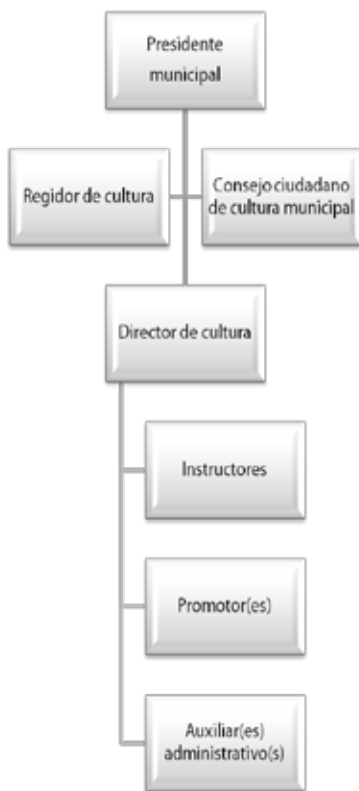 Presidente
municipal
Regidor de cultura
Consejo ciudadano
de cultura municipal
Director de cultura
Instructores
Promotor(es)
Auxiliar(es)
administrativo(s)